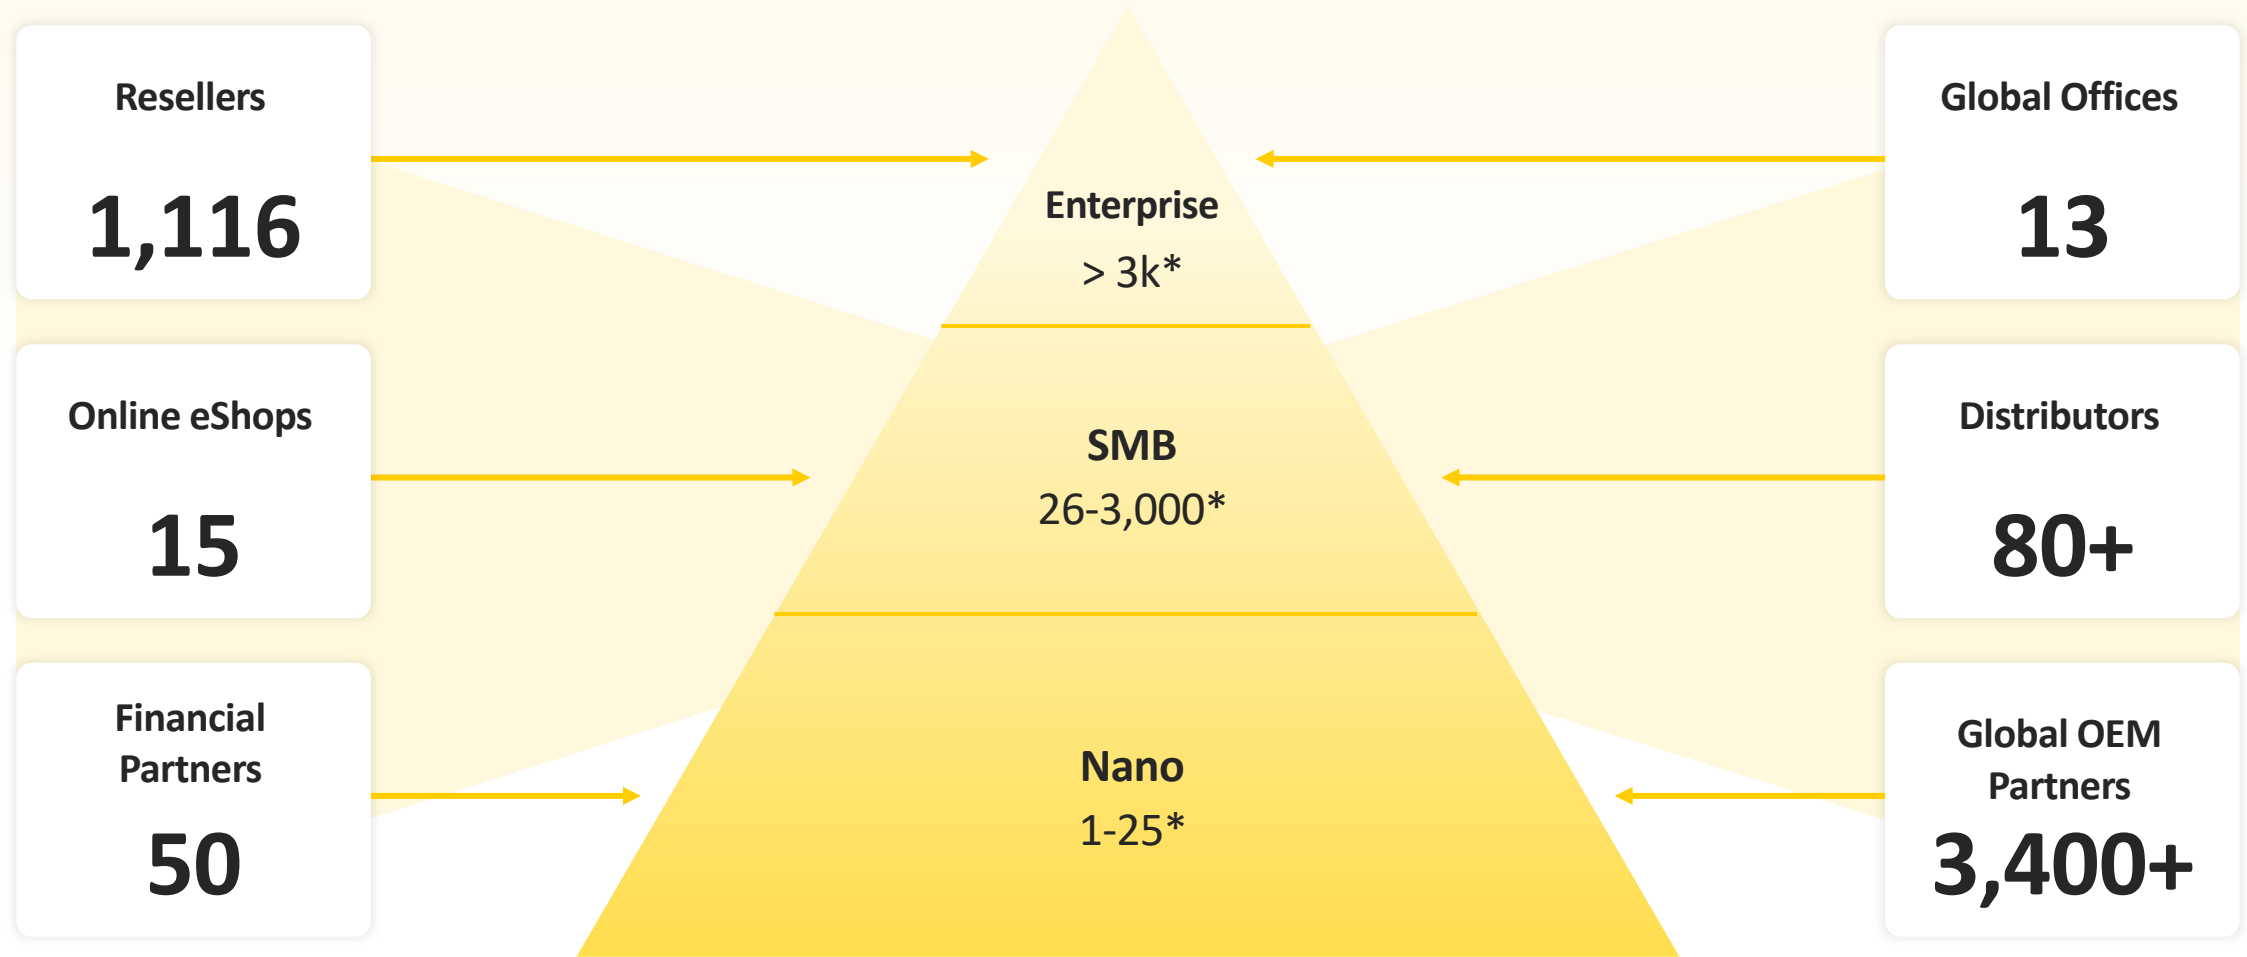 Resellers
1,116
Online eShops
15
Financial
Partners
50
Enterprise
> 3k*
SMB
26-3,000*
Nano
1-25*
Global Offices
13
Distributors
80+
Global OEM
Partners
3,400+